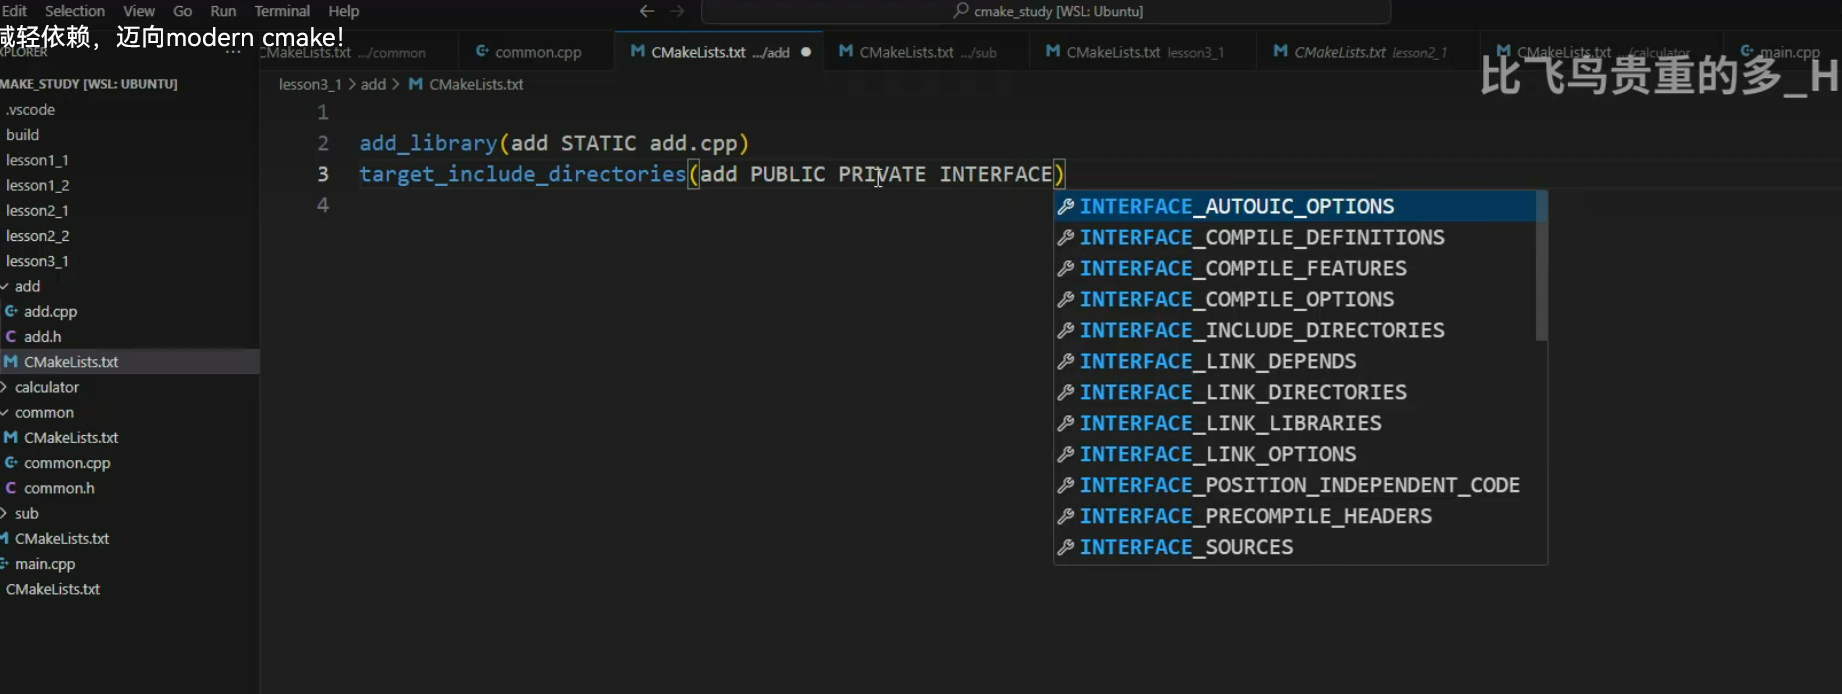 Edit Selection View Go Run Terminal Help
cmake_study [WSL: Ubuntu]
减轻依赖，迈向modern cmake！
CMakeLists.txt .../common
common.cpp
CMakeLists.txt .../add
CMakeLists.txt .../sub
CMakeLists.txt lesson3_1
CMakeLists.txt lesson2_1
CMakeLists.txt .../calculator
main.cpp
比飞鸟贵重的多_H
MAKE_STUDY [WSL: UBUNTU]
.vscode
build
lesson1_1
lesson1_2
lesson2_1
lesson2_2
lesson3_1
add
add.cpp
add.h
CMakeLists.txt
calculator
common
CMakeLists.txt
common.cpp
common.h
sub
CMakeLists.txt
main.cpp
CMakeLists.txt
lesson3_1 > add > CMakeLists.txt
1
2 add_library(add STATIC add.cpp)
3 target_include_directories(add PUBLIC PRIVATE INTERFACE)
4
INTERFACE_AUTOUIC_OPTIONS
INTERFACE_COMPILE_DEFINITIONS
INTERFACE_COMPILE_FEATURES
INTERFACE_COMPILE_OPTIONS
INTERFACE_INCLUDE_DIRECTORIES
INTERFACE_LINK_DEPENDS
INTERFACE_LINK_DIRECTORIES
INTERFACE_LINK_LIBRARIES
INTERFACE_LINK_OPTIONS
INTERFACE_POSITION_INDEPENDENT_CODE
INTERFACE_PRECOMPILE_HEADERS
INTERFACE_SOURCES